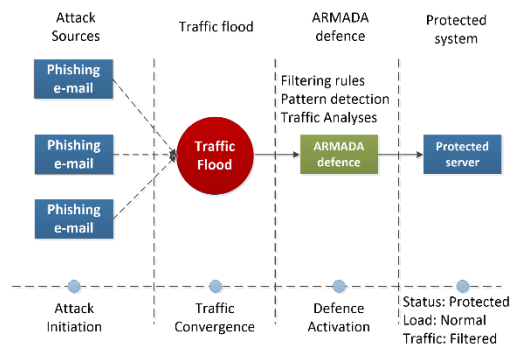 Attack
Sources
Traffic flood
ARMADA
defence
Protected
system
Phishing
e-mail
Phishing
e-mail
Phishing
e-mail
Traffic
Flood
Filtering rules
Pattern detection
Traffic Analyses
ARMADA
defence
Protected
server
Attack
Initiation
Traffic
Convergence
Defence
Activation
Status: Protected
Load: Normal
Traffic: Filtered